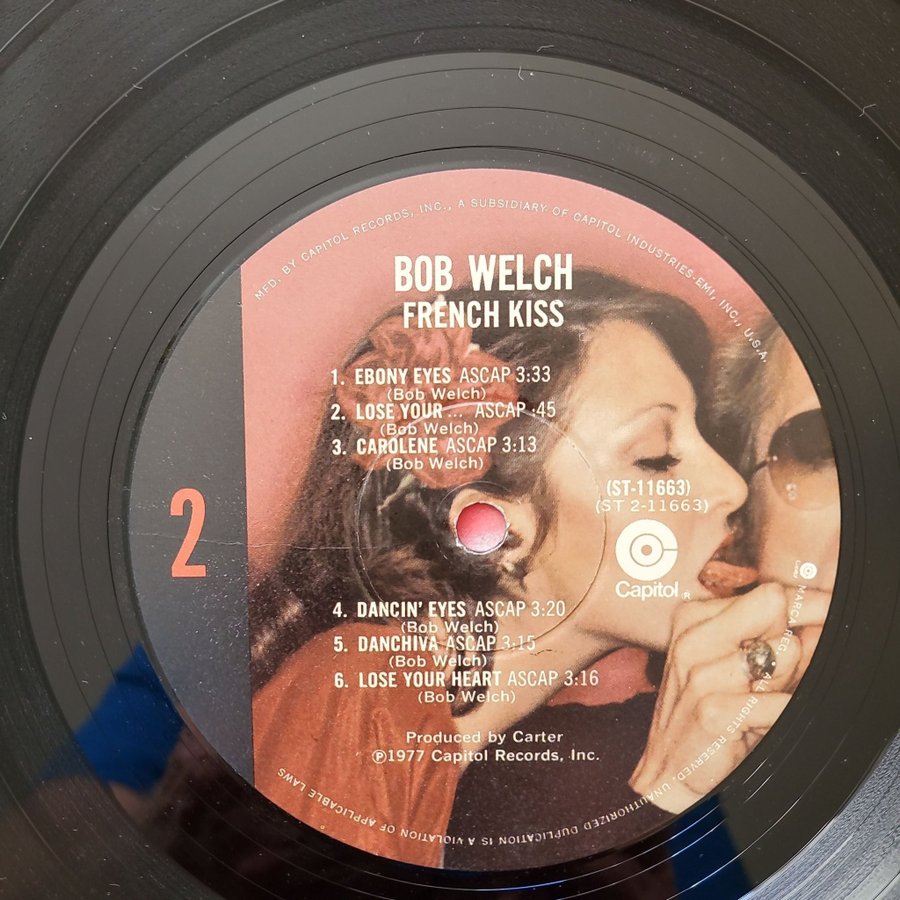 MFD. BY CAPITOL RECORDS, INC., A SUBSIDIARY OF CAPITOL INDUSTRIES-EMI, INC., U.S.A.
BOB WELCH
FRENCH KISS
1. EBONY EYES ASCAP 3:33
(Bob Welch)
2. LOSE YOUR ... ASCAP :45
(Bob Welch)
3. CAROLENE ASCAP 3:13
(Bob Welch)
(ST-11663)
(ST 2-11663)
2
Capitol®
4. DANCIN' EYES ASCAP 3:20
(Bob Welch)
5. DANCHIVA ASCAP 3:15
(Bob Welch)
6. LOSE YOUR HEART ASCAP 3:16
(Bob Welch)
Produced by Carter
℗1977 Capitol Records, Inc.
Capitol MARCA REG. • ALL RIGHTS RESERVED. UNAUTHORIZED DUPLICATION IS A VIOLATION OF APPLICABLE LAWS